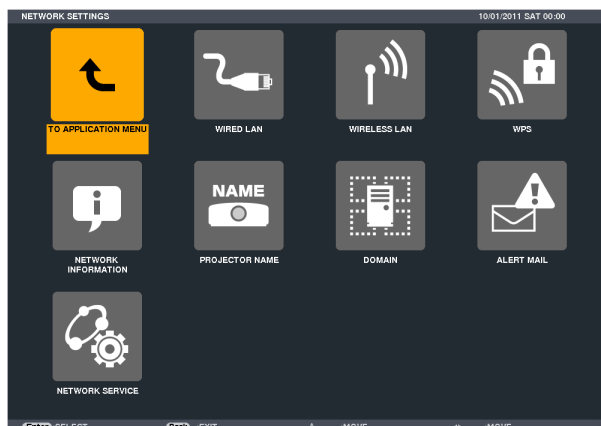 NETWORK SETTINGS 10/01/2011 SAT 00:00
TO APPLICATION MENU WIRED LAN WIRELESS LAN WPS
NAME
NETWORK
INFORMATION PROJECTOR NAME DOMAIN ALERT MAIL
NETWORK SERVICE
Enter :SELECT :EXIT :MOVE :MOVE